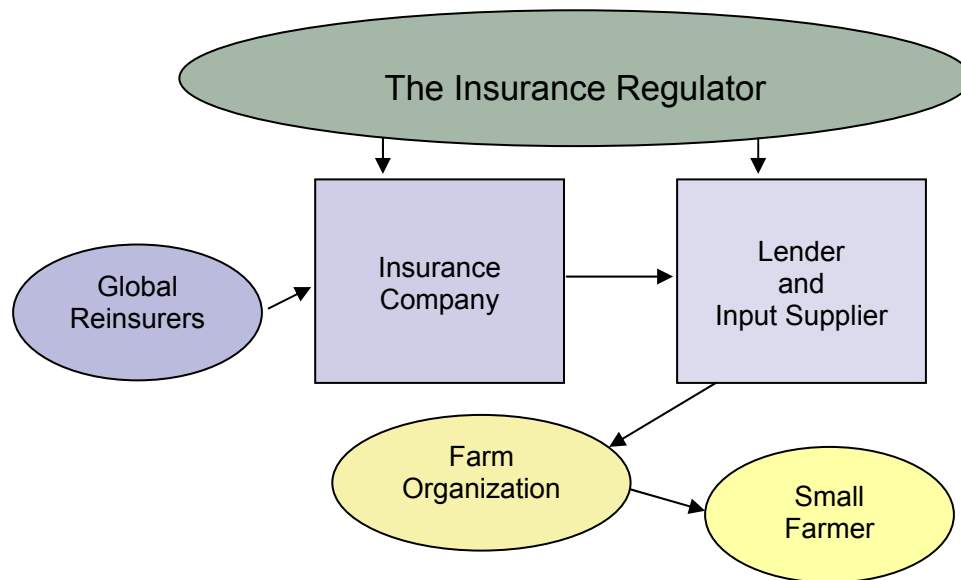 The Insurance Regulator
Global
Reinsurers
Insurance
Company
Lender
and
Input Supplier
Farm
Organization
Small
Farmer